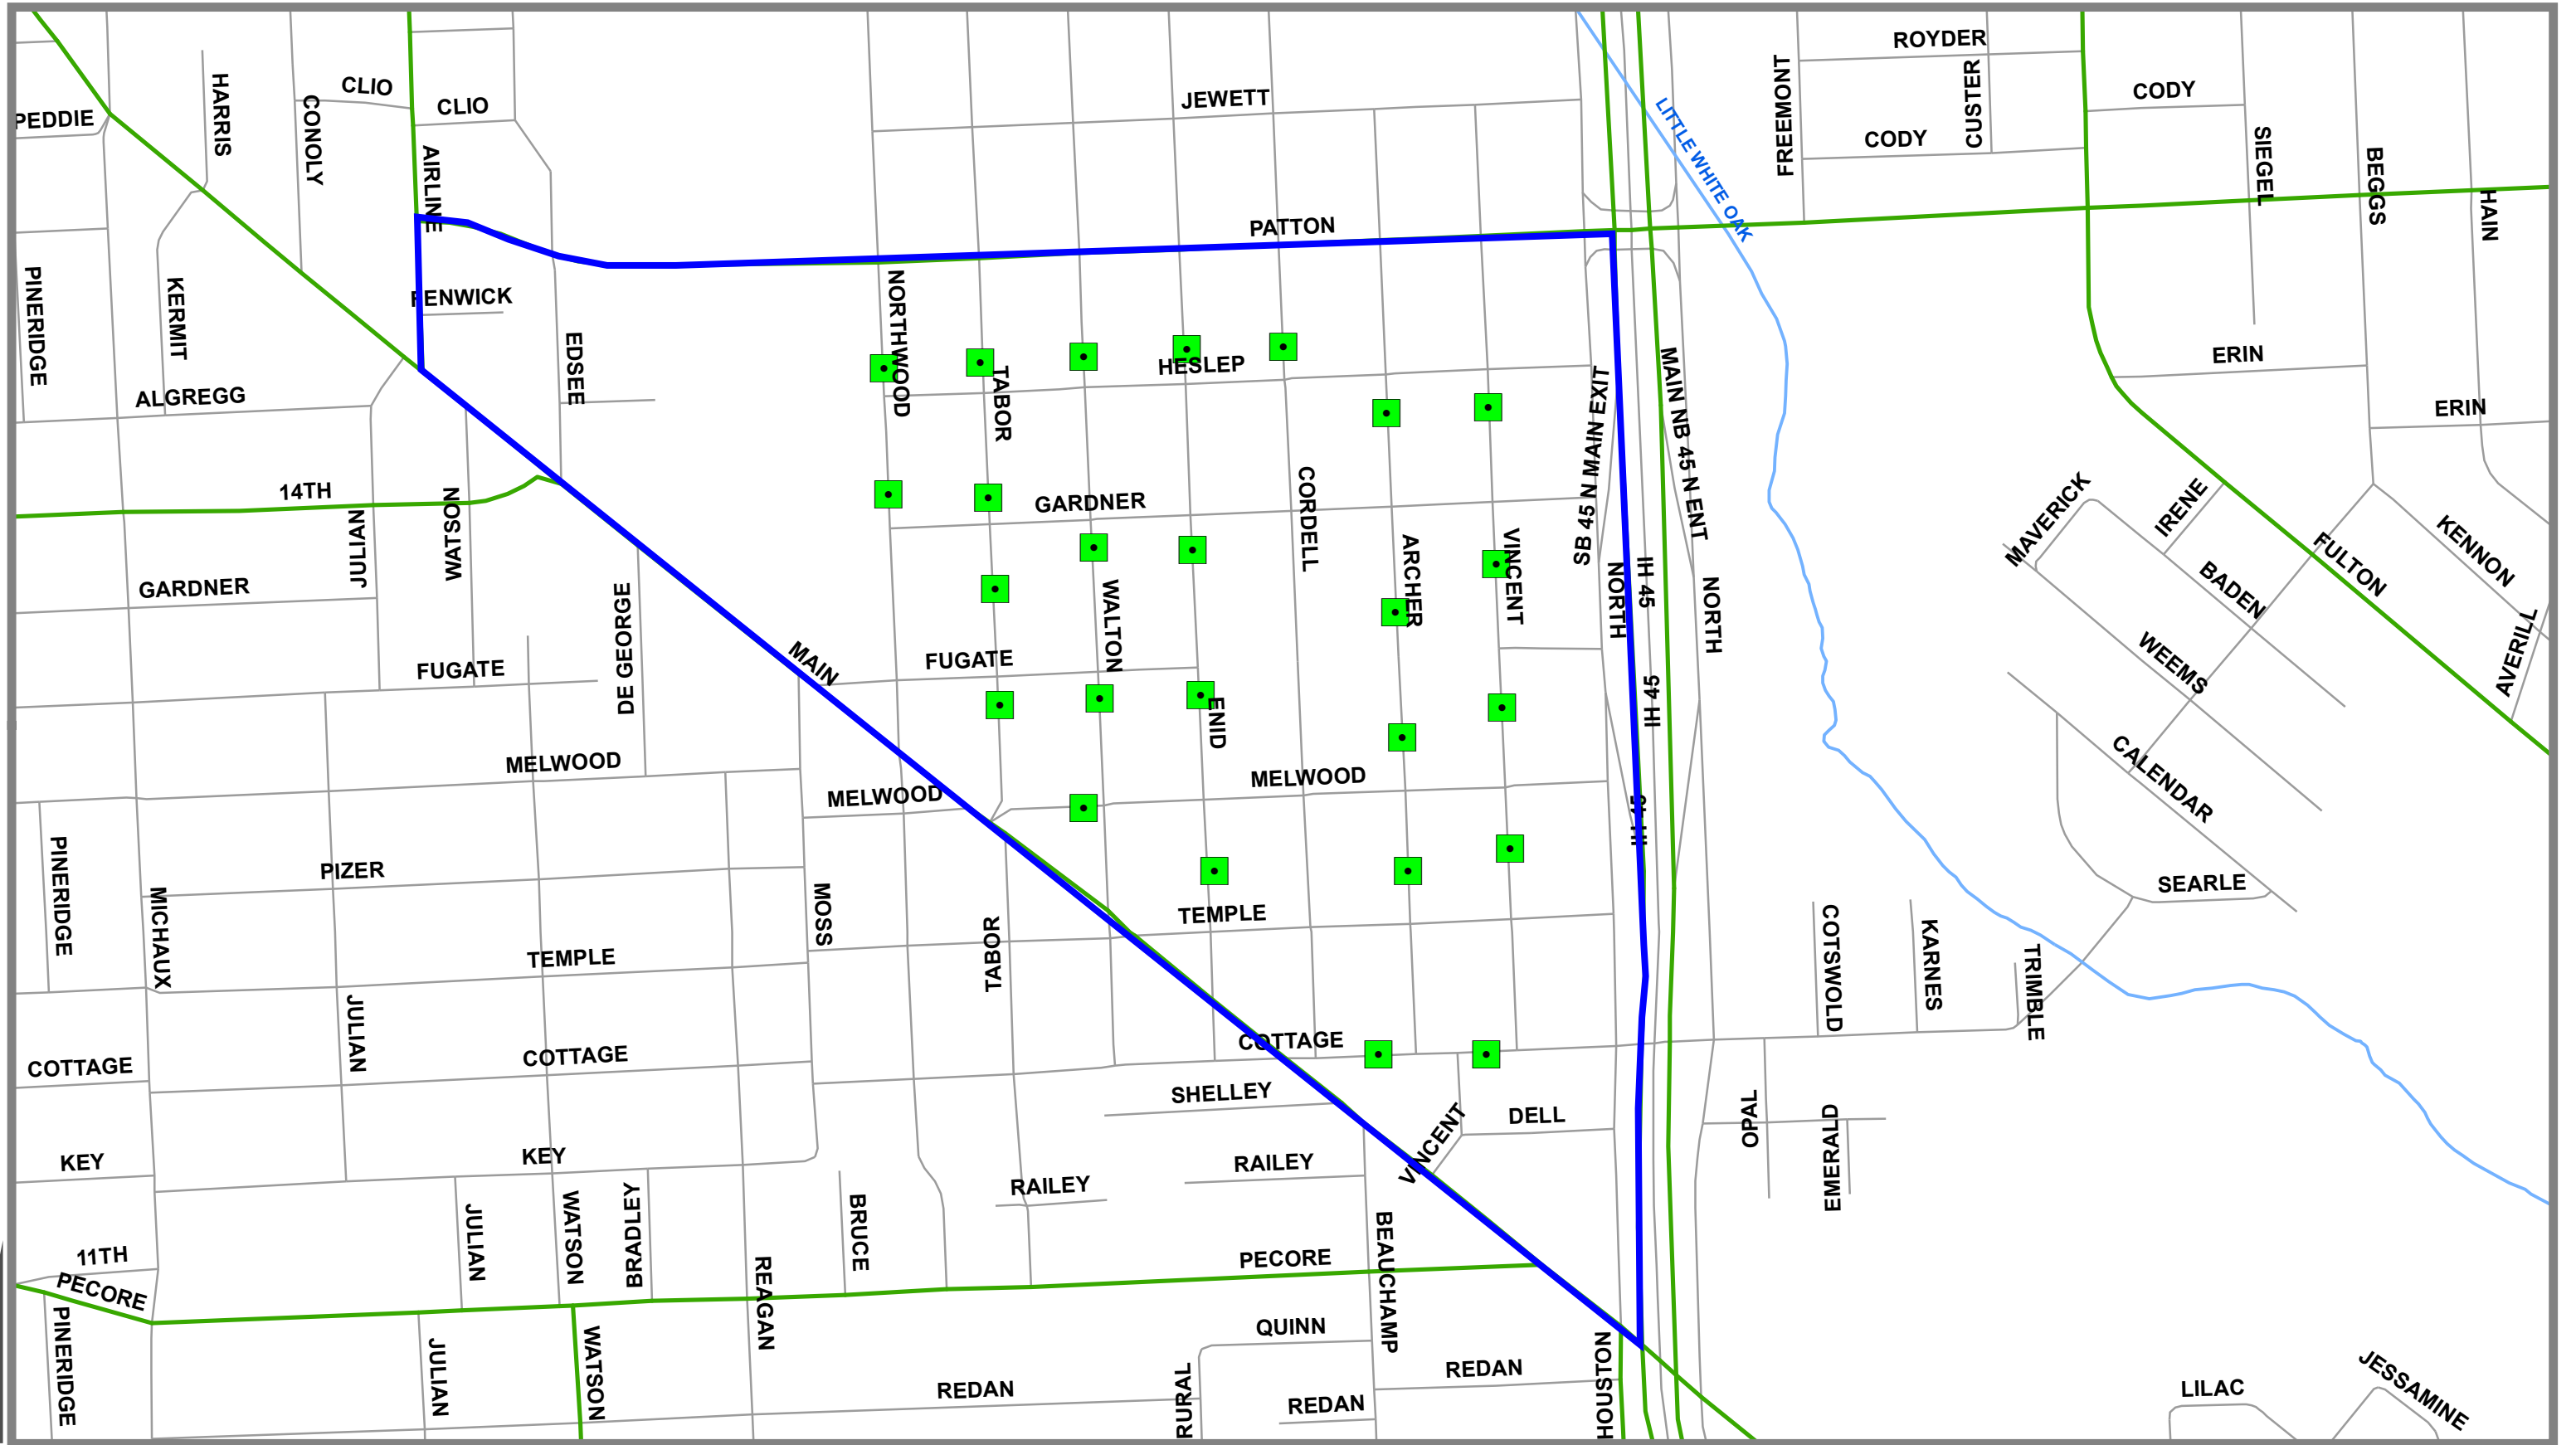 ROYDER
CLIO
CLIO
JEWETT
CODY
PEDDIE
HARRIS
CONOLY
AIRLINE
LITTLE WHITE OAK
FREEMONT
CUSTER
CODY
SIEGEL
BEGGS
HAIN
PATTON
PINERIDGE
KERMIT
FENWICK
EDSEE
NORTHWOOD
TABOR
HESLEP
SB 45 N MAIN EXIT
MAIN NB 45 N ENT
ERIN
ERIN
ALGREGG
14TH
JULIAN
WATSON
GARDNER
CORDELL
ARCHER
VINCENT
NORTH
IH 45
NORTH
MAVERICK
IRENE
BADEN
FULTON
KENNON
AVERILL
GARDNER
DE GEORGE
MAIN
WALTON
FUGATE
FUGATE
ENID
IH 45
WEEMS
CALENDAR
MELWOOD
MELWOOD
MELWOOD
IH 45
PINERIDGE
MICHAUX
PIZER
MOSS
TABOR
TEMPLE
SEARLE
TEMPLE
JULIAN
COTSWOLD
KARNES
TRIMBLE
COTTAGE
COTTAGE
COTTAGE
SHELLEY
DELL
OPAL
EMERALD
KEY
KEY
RAILEY
RAILEY
VINCENT
JULIAN
WATSON
BRADLEY
BRUCE
11TH
PECORE
PECORE
BEAUCHAMP
REAGAN
PINERIDGE
JULIAN
WATSON
QUINN
REDAN
REDAN
REDAN
RURAL
HOUSTON
LILAC
JESSAMINE